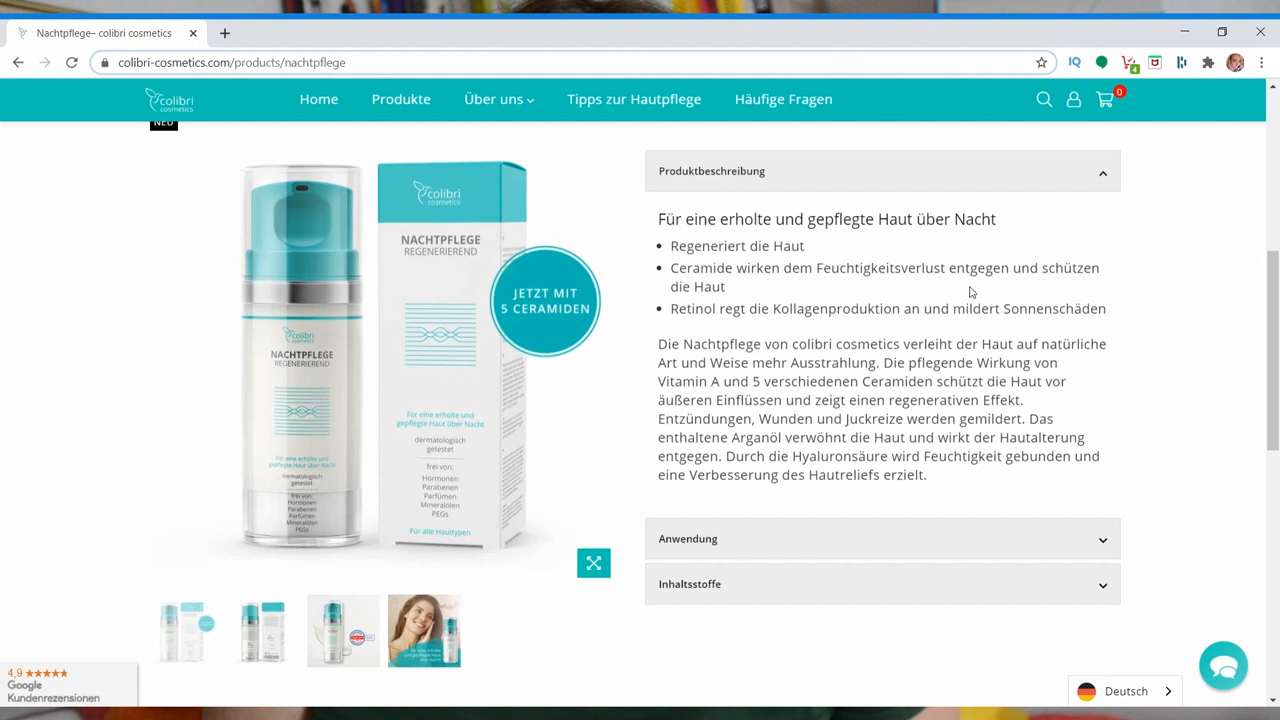 Nachtpflege– colibri cosmetics
colibri-cosmetics.com/products/nachtpflege
IQ
4
colibri
cosmetics
Home
Produkte
Über uns
Tipps zur Hautpflege
Häufige Fragen
0
NEU
colibri
cosmetics
NACHTPFLEGE
REGENERIEREND
Für eine erholte und
gepflegte Haut über Nacht
dermatologisch
getestet
frei von:
Hormonen
Parabenen
Parfümen
Mineralölen
PEGs
colibri
cosmetics
NACHTPFLEGE
REGENERIEREND
Für eine erholte und
gepflegte Haut über Nacht
dermatologisch
getestet
frei von:
Hormonen
Parabenen
Parfümen
Mineralölen
PEGs
Für alle Hauttypen
JETZT MIT
5 CERAMIDEN
Produktbeschreibung
Für eine erholte und gepflegte Haut über Nacht
Regeneriert die Haut
Ceramide wirken dem Feuchtigkeitsverlust entgegen und schützen
die Haut
Retinol regt die Kollagenproduktion an und mildert Sonnenschäden
Die Nachtpflege von colibri cosmetics verleiht der Haut auf natürliche
Art und Weise mehr Ausstrahlung. Die pflegende Wirkung von
Vitamin A und 5 verschiedenen Ceramiden schützt die Haut vor
äußeren Einflüssen und zeigt einen regenerativen Effekt.
Entzündungen, Wunden und Juckreize werden gemildert. Das
enthaltene Arganöl verwöhnt die Haut und wirkt der Hautalterung
entgegen. Durch die Hyaluronsäure wird Feuchtigkeit gebunden und
eine Verbesserung des Hautreliefs erzielt.
Anwendung
Inhaltsstoffe
4,9
Google
Kundenrezensionen
Deutsch